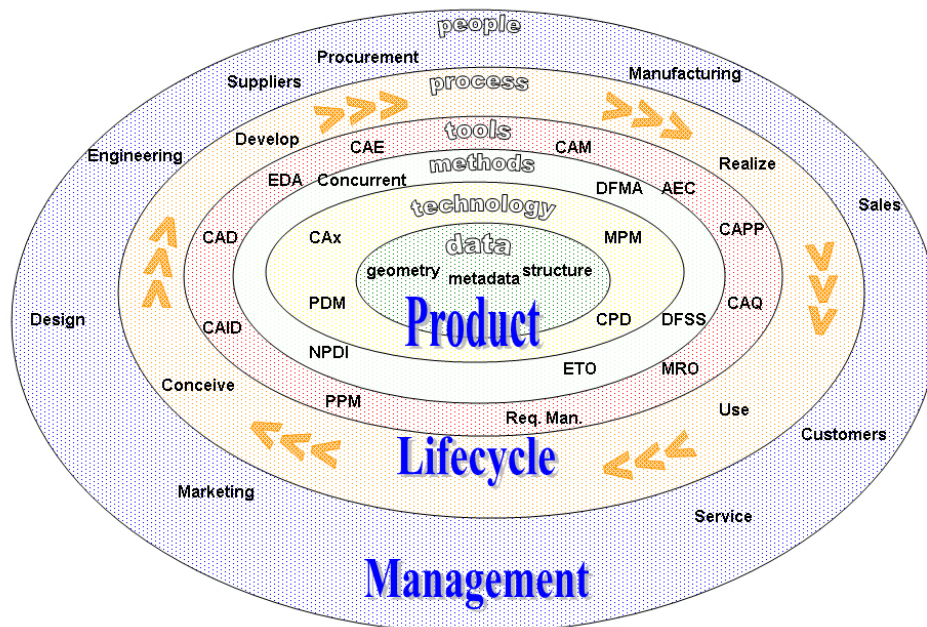 people
Procurement
Manufacturing
Suppliers
process
Develop
tools
CAE
CAM
Engineering
methods
Realize
EDA
Concurrent
DFMA
AEC
technology
Sales
CAD
CAx
data
MPM
CAPP
geometry
metadata
structure
PDM
Product
CPD
DFSS
CAQ
Design
CAID
NPDI
ETO
MRO
Conceive
PPM
Req. Man.
Use
Lifecycle
Customers
Marketing
Service
Management